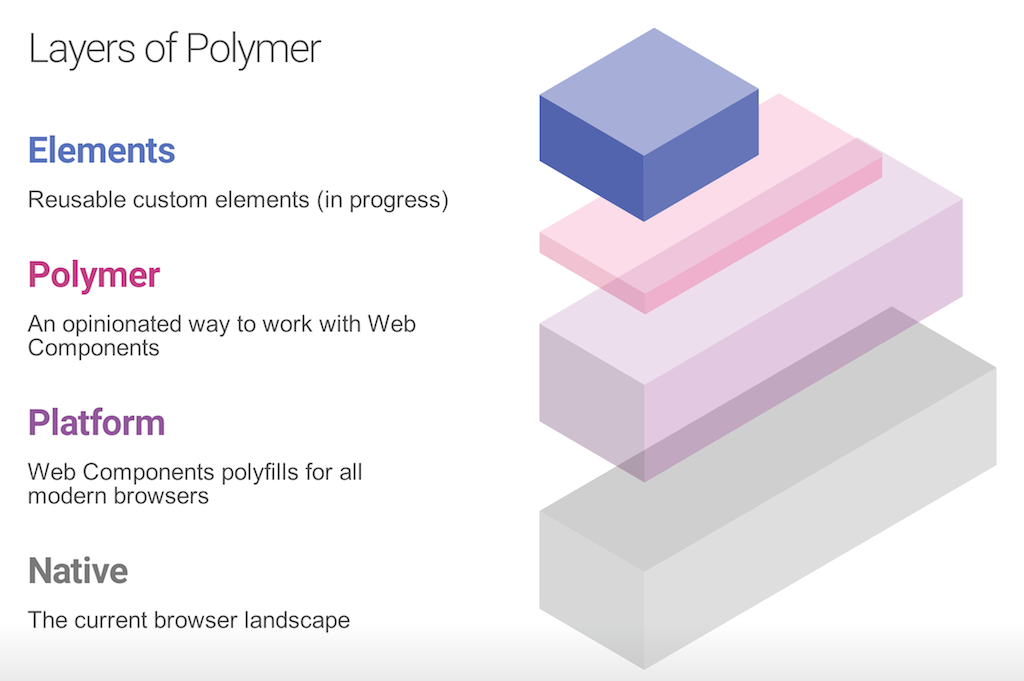 Layers of Polymer
Elements
Reusable custom elements (in progress)
Polymer
An opinionated way to work with Web
Components
Platform
Web Components polyfills for all
modern browsers
Native
The current browser landscape